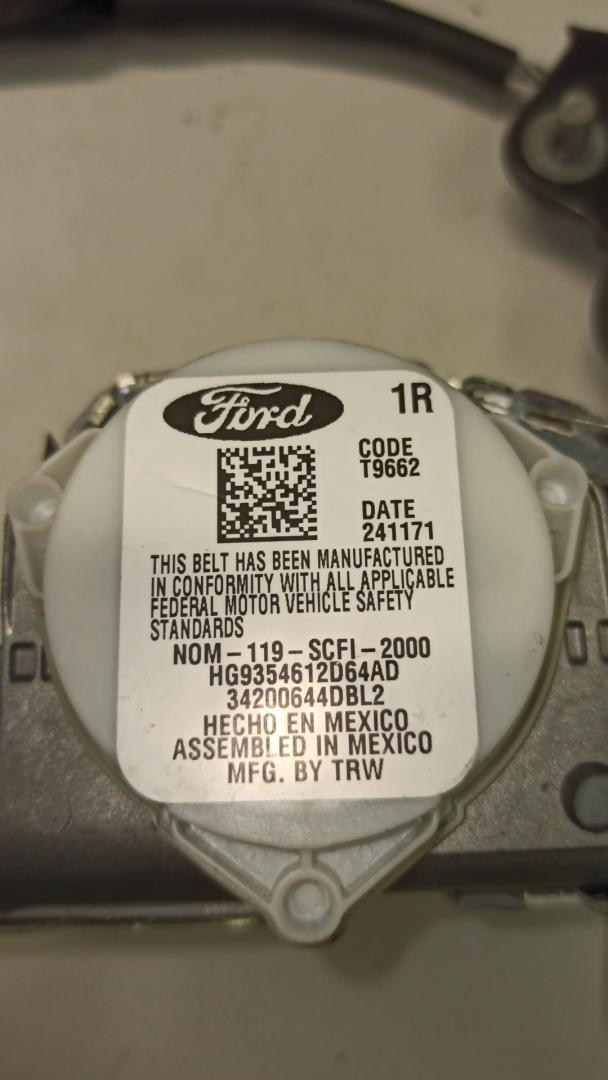 Ford
1R
CODE
T9662
DATE
241171
THIS BELT HAS BEEN MANUFACTURED
IN CONFORMITY WITH ALL APPLICABLE
FEDERAL MOTOR VEHICLE SAFETY
STANDARDS
NOM-119-SCFI-2000
HG9354612D64AD
34200644DBL2
HECHO EN MEXICO
ASSEMBLED IN MEXICO
MFG. BY TRW